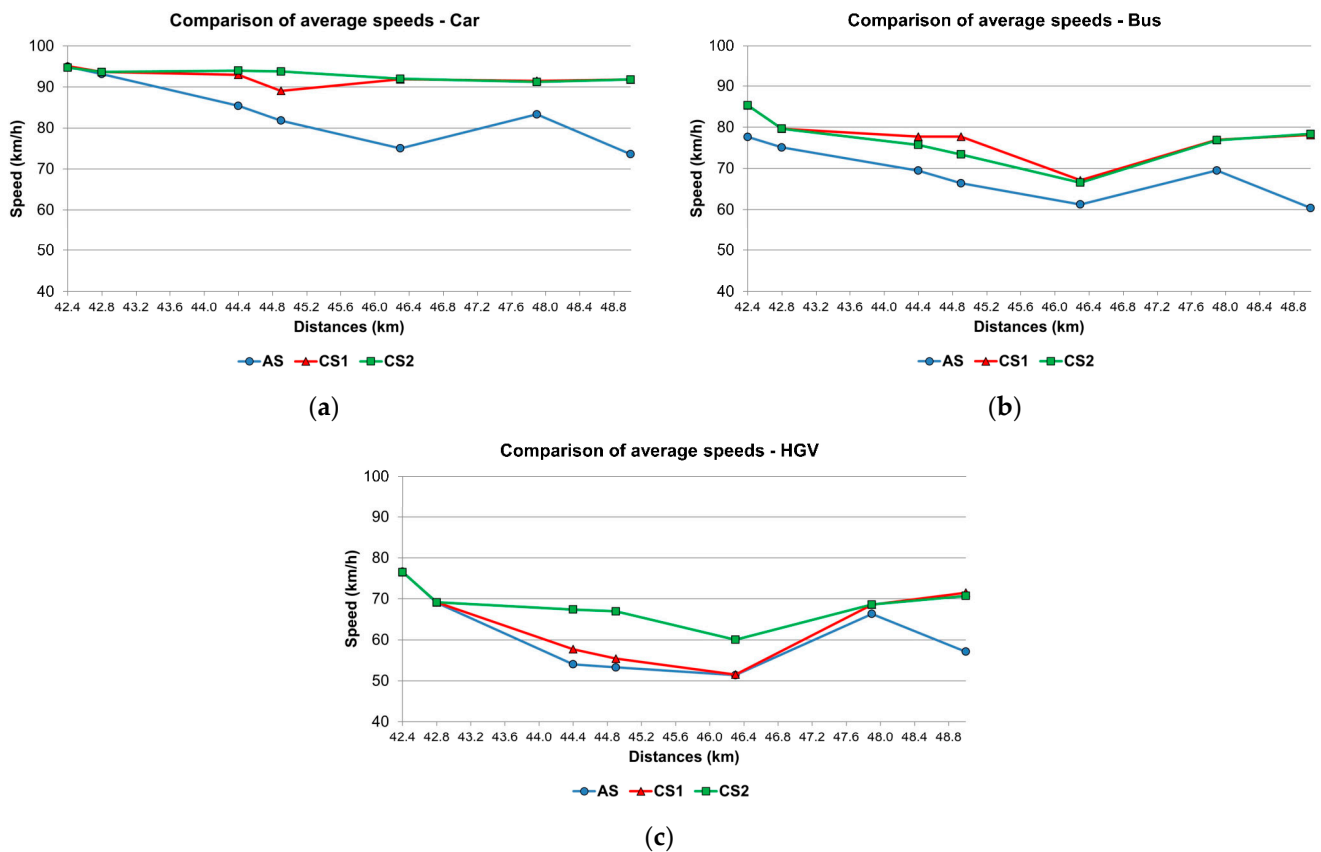 Comparison of average speeds - Car
100
90
80
70
60
50
40
Speed (km/h)
42.4 42.8 43.2 43.6 44.0 44.4 44.8 45.2 45.6 46.0 46.4 46.8 47.2 47.6 48.0 48.4 48.8
Distances (km)
AS CS1 CS2
(a)
Comparison of average speeds - Bus
100
90
80
70
60
50
40
Speed (km/h)
42.4 42.8 43.2 43.6 44.0 44.4 44.8 45.2 45.6 46.0 46.4 46.8 47.2 47.6 48.0 48.4 48.8
Distances (km)
AS CS1 CS2
(b)
Comparison of average speeds - HGV
100
90
80
70
60
50
40
Speed (km/h)
42.4 42.8 43.6 43.6 44.0 44.4 44.8 45.2 45.6 46.0 46.4 46.8 47.2 47.6 48.0 48.4 48.8
Distances (km)
AS CS1 CS2
(c)